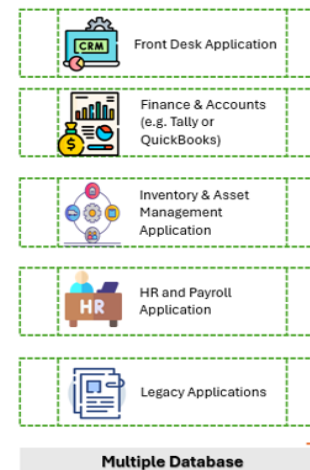 CRM
Front Desk Application
Finance & Accounts
(e.g. Tally or
QuickBooks)
$
Inventory & Asset
Management
Application
HR
HR and Payroll
Application
Legacy Applications
Multiple Database